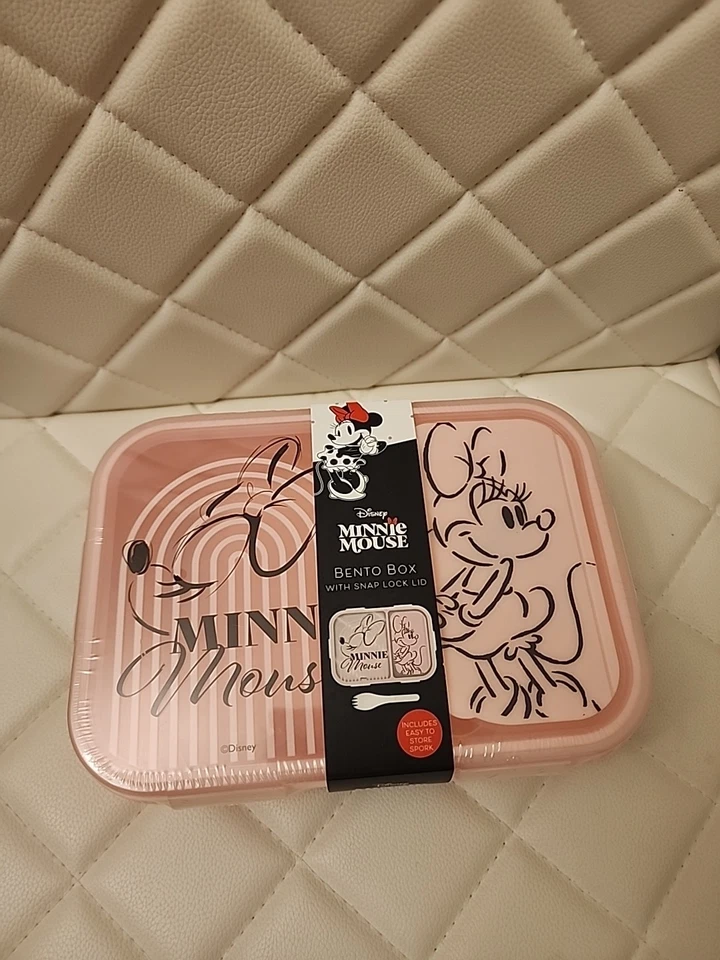 MINN
Mous
©Disney
Disney
MINNIE
MOUSE
BENTO BOX
WITH SNAP LOCK LID
MINNIE
Mouse
INCLUDES
EASY TO
STORE
SPORK